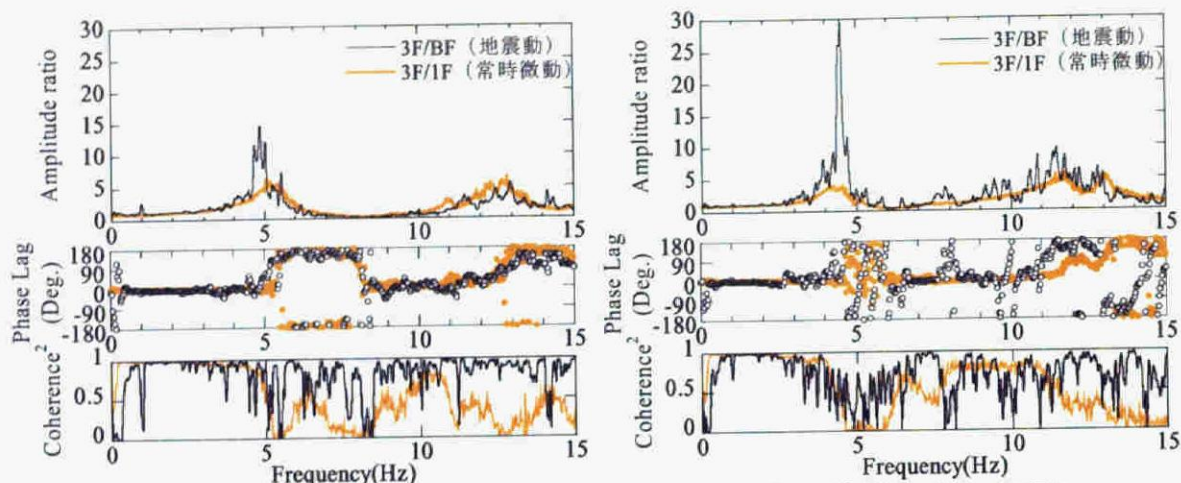 30
25
20
15
10
5
0
Amplitude ratio
3F/BF（地震動）
3F/1F（常時微動）
0 5 10 15
180
90
0
-90
-180
Phase Lag
(Deg.)
0 5 10 15
1
0.5
0
Coherence²
0 5 10 15
Frequency(Hz)
30
25
20
15
10
5
0
Amplitude ratio
3F/BF（地震動）
3F/1F（常時微動）
0 5 10 15
180
90
0
-90
-180
Phase Lag
(Deg.)
0 5 10 15
1
0.5
0
Coherence²
0 5 10 15
Frequency(Hz)